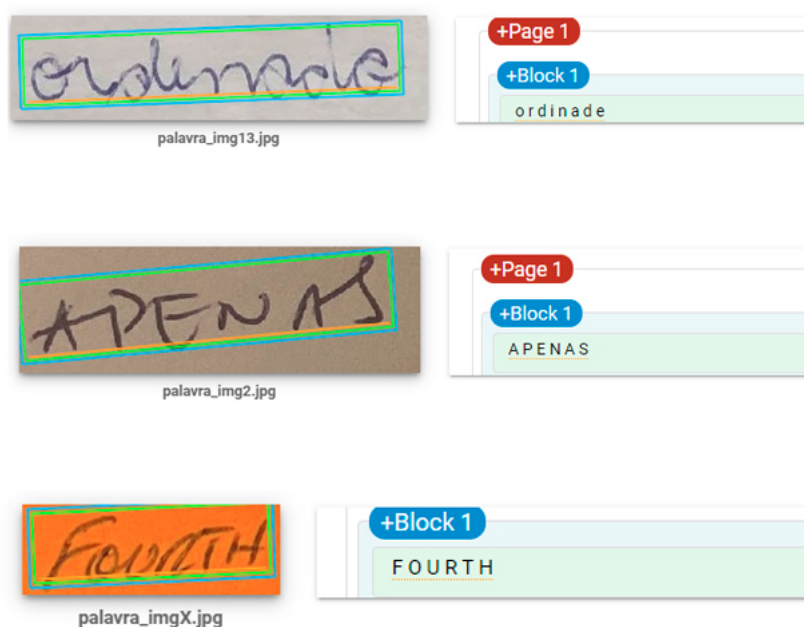 ordenado
+Page 1
+Block 1
ordinade
palavra_img13.jpg
APENAS
+Page 1
+Block 1
APENAS
palavra_img2.jpg
FOURTH
+Block 1
FOURTH
palavra_imgX.jpg